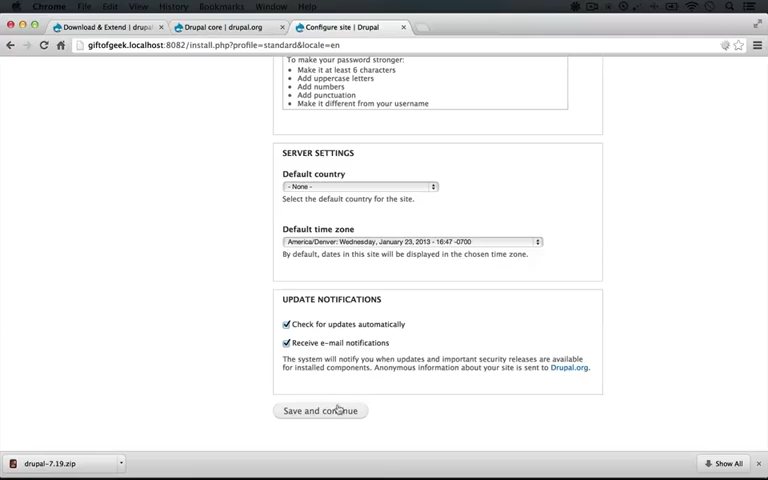 Chrome File Edit View History Bookmarks Window Help
Download & Extend | drupal
Drupal core | drupal.org
Configure site | Drupal
giftofgeek.localhost:8082/install.php?profile=standard&locale=en
To make your password stronger:
Make it at least 6 characters
Add uppercase letters
Add numbers
Add punctuation
Make it different from your username
SERVER SETTINGS
Default country
- None -
Select the default country for the site.
Default time zone
America/Denver: Wednesday, January 23, 2013 - 16:47 -0700
By default, dates in this site will be displayed in the chosen time zone.
UPDATE NOTIFICATIONS
Check for updates automatically
Receive e-mail notifications
The system will notify you when updates and important security releases are available
for installed components. Anonymous information about your site is sent to Drupal.org.
Save and continue
drupal-7.19.zip
Show All